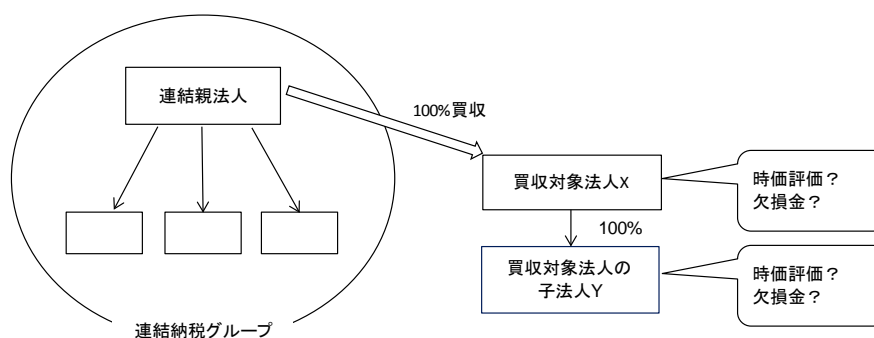 連結親法人
100%買収
買収対象法人X
時価評価？
欠損金？
100%
買収対象法人の
子法人Y
時価評価？
欠損金？
連結納税グループ